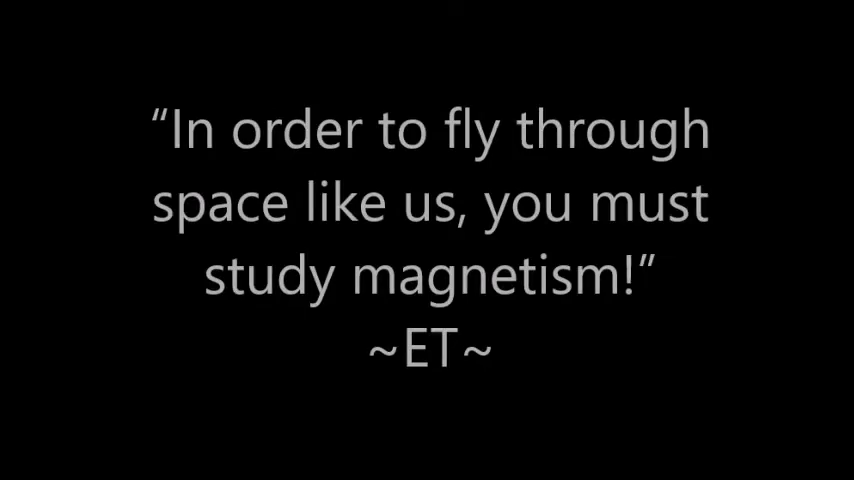 “In order to fly through
space like us, you must
study magnetism!”
~ET~